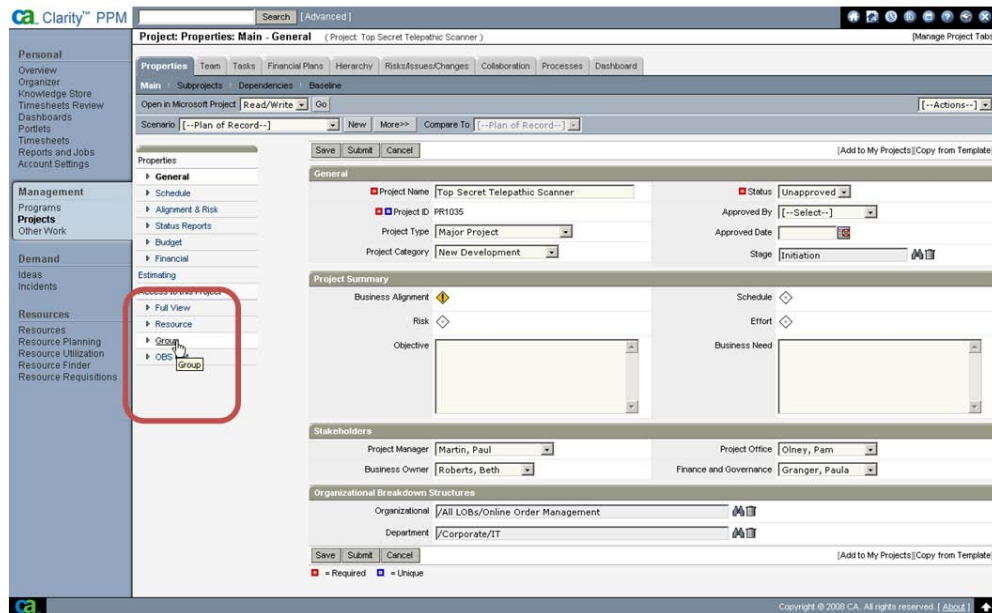 ca Clarity™ PPM
Search [Advanced]
Project: Properties: Main - General (Project: Top Secret Telepathic Scanner)
[Manage Project Tabs
Personal
Overview
Organizer
Knowledge Store
Timesheets Review
Dashboards
Portlets
Timesheets
Reports and Jobs
Account Settings
Management
Programs
Projects
Other Work
Demand
Ideas
Incidents
Resources
Resources
Resource Planning
Resource Utilization
Resource Finder
Resource Requisitions
Properties Team Tasks Financial Plans Hierarchy Risks/Issues/Changes Collaboration Processes Dashboard
Main Subprojects Dependencies Baseline
Open in Microsoft Project Read/Write Go [--Actions--]
Scenario [--Plan of Record--] New More>> Compare To [--Plan of Record--]
Properties
General
Schedule
Alignment & Risk
Status Reports
Budget
Financial
Estimating
Access to this Project
Full View
Resource
Group
OBS
Group
Save Submit Cancel [Add to My Projects][Copy from Template
General
Project Name Top Secret Telepathic Scanner Status Unapproved
Project ID PR1035 Approved By [--Select--]
Project Type Major Project Approved Date
Project Category New Development Stage Initiation
Project Summary
Business Alignment Schedule
Risk Effort
Objective Business Need
Stakeholders
Project Manager Martin, Paul Project Office Olney, Pam
Business Owner Roberts, Beth Finance and Governance Granger, Paula
Organizational Breakdown Structures
Organizational /All LOBs/Online Order Management
Department /Corporate/IT
Save Submit Cancel [Add to My Projects][Copy from Template
= Required = Unique
ca Copyright © 2008 CA. All rights reserved. [About]